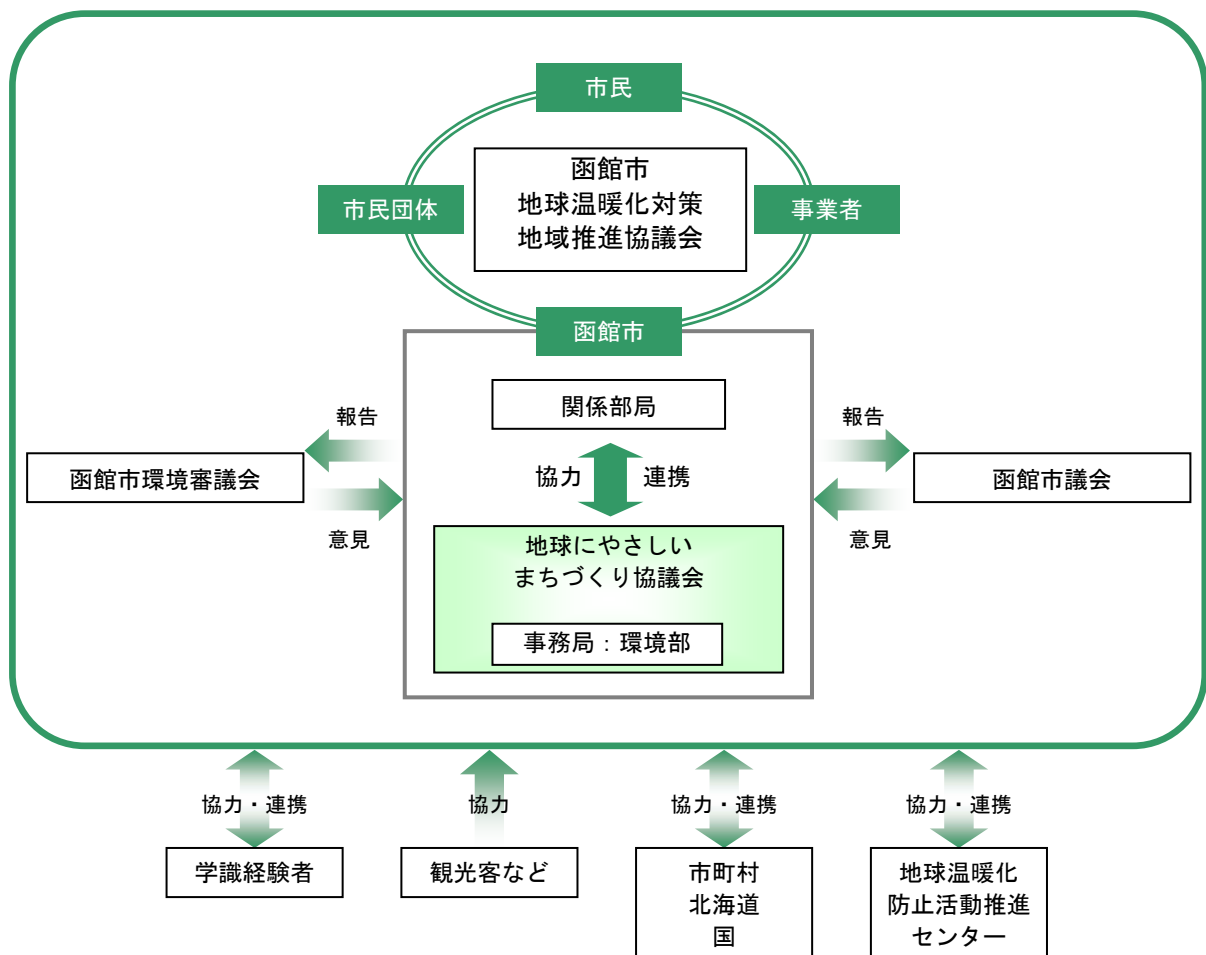 市民
函館市
地球温暖化対策
地域推進協議会
市民団体
事業者
函館市
関係部局
報告
報告
函館市環境審議会
協力
連携
函館市議会
意見
意見
地球にやさしい
まちづくり協議会
事務局：環境部
協力・連携
協力
協力・連携
協力・連携
学識経験者
観光客など
市町村
北海道
国
地球温暖化
防止活動推進
センター